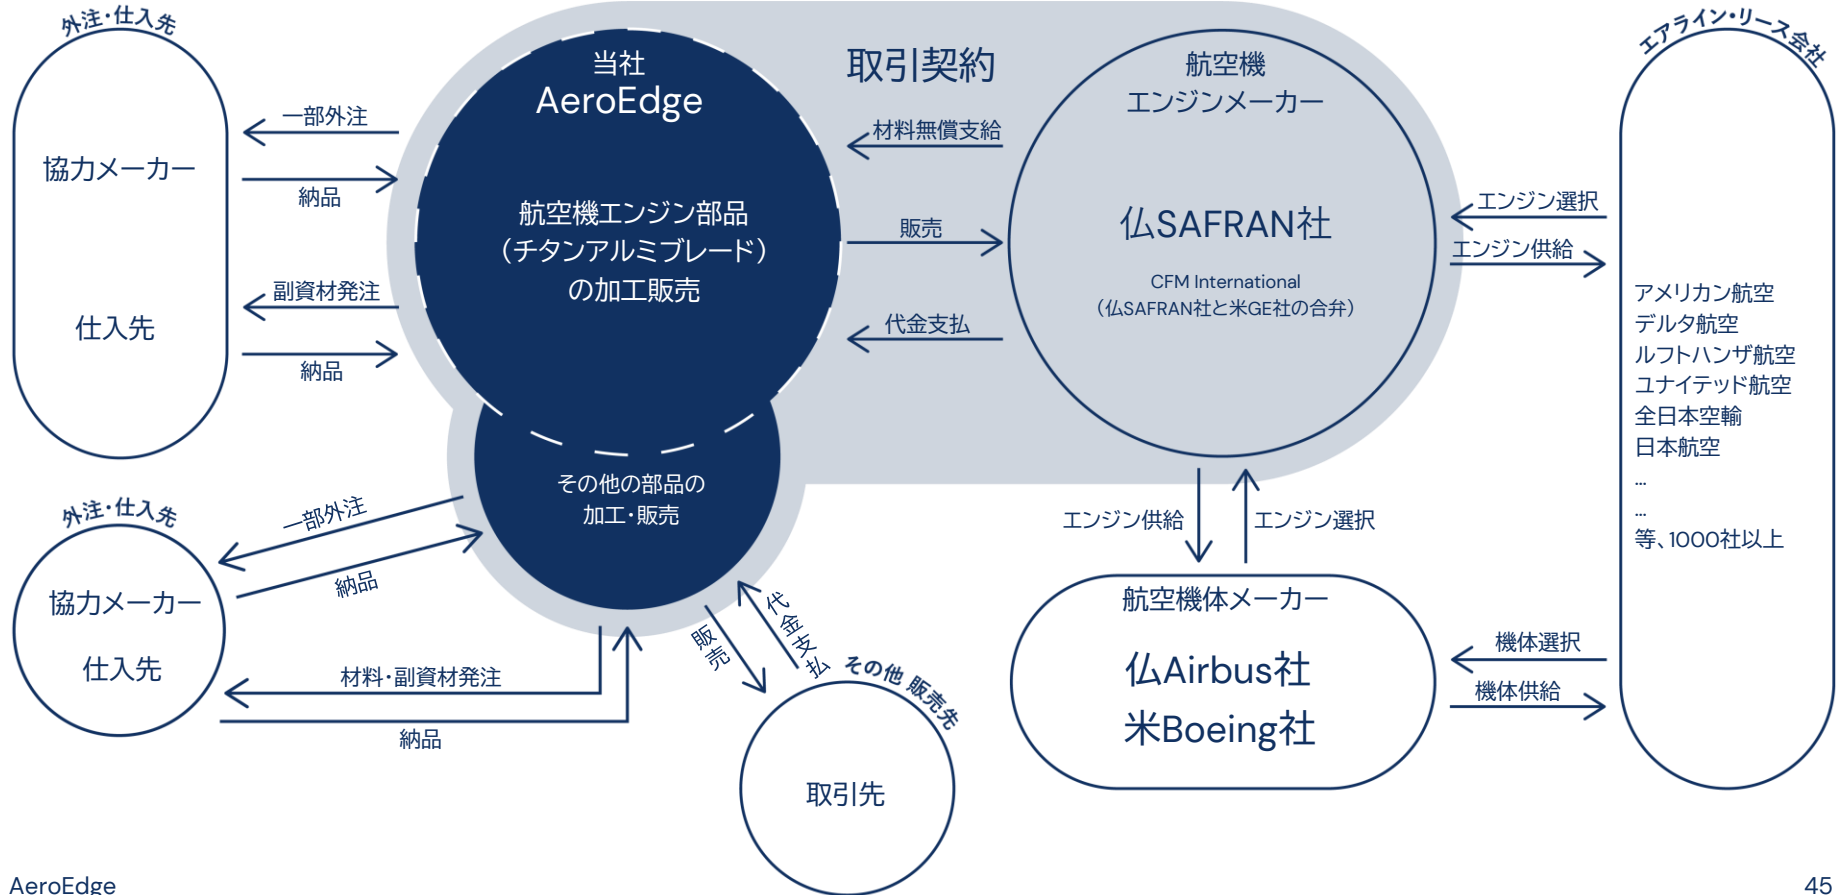 外注・仕入先
協力メーカー
仕入先
一部外注
納品
副資材発注
納品
当社
AeroEdge
航空機エンジン部品
（チタンアルミブレード）
の加工販売
その他の部品の
加工・販売
取引契約
材料無償支給
販売
代金支払
航空機
エンジンメーカー
仏SAFRAN社
CFM International
（仏SAFRAN社と米GE社の合弁）
エンジン選択
エンジン供給
エアライン・リース会社
アメリカン航空
デルタ航空
ルフトハンザ航空
ユナイテッド航空
全日本空輸
日本航空
...
...
等、1000社以上
外注・仕入先
協力メーカー
仕入先
一部外注
納品
材料・副資材発注
納品
販売
代金支払
その他 販売先
取引先
エンジン供給
エンジン選択
航空機体メーカー
仏Airbus社
米Boeing社
機体選択
機体供給
AeroEdge
45